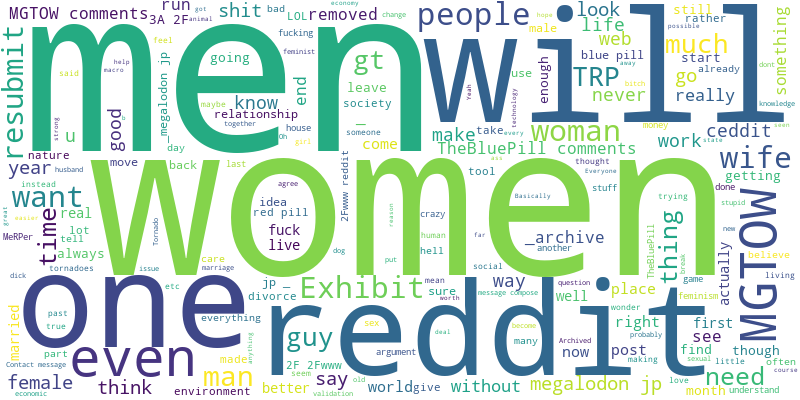 MGTOW comments
run
shit
bad
got
animal
economy
hope
change
3A 2F
LOL
removed
people
look
still
rather
possible
men
will
fucking
feminist
male
life
resubmit
feel
going
gt
blue pill
web
start
much
already
something
said
help
macro
_megalodon jp
maybe
end
leave
enough
use
TRP
go
dont
knowledge
strong
good
know
society
Yeah
technology
bitch
never
really
away
relationship
together
someone
u
day
house
oh
girl
make
take
every
woman
money
work
state
ceddit
seen
nature
move
back
last
come
TheBluePill comments
ass
thought
Everyone
wife
year
husband
women
idea
agree
tool
stuff
getting
instead
red pill
2Fwww reddit
reason
crazy
Basically
trying
done
stupid
want
real
time
great
easier
lot
tell
fuck
live
human
hell
far
_archive
another
thing
MGTOW
new
MeRPer
always
Tornado
dog
put
TheBluePill
break
actually
tornadoes
issue
care
marriage
jp _
mean
social
way
question
game
believe
living
dick
etc
divorce
Exhibit
sure
worth
message compose
well
place
feminism
one
reddit
everything
married
past
true
guy
sex
deal
become
many
wonder
right
first
see
though
part
even
made
anything
2F 2Fwww
argument
Archived
now
post
probably
find
often
Contact message
female
think
man
seem
say
old
making
sexual
little
course
economic
environment
better
validation
world
give
without
megalodon jp
love
need
month
understand